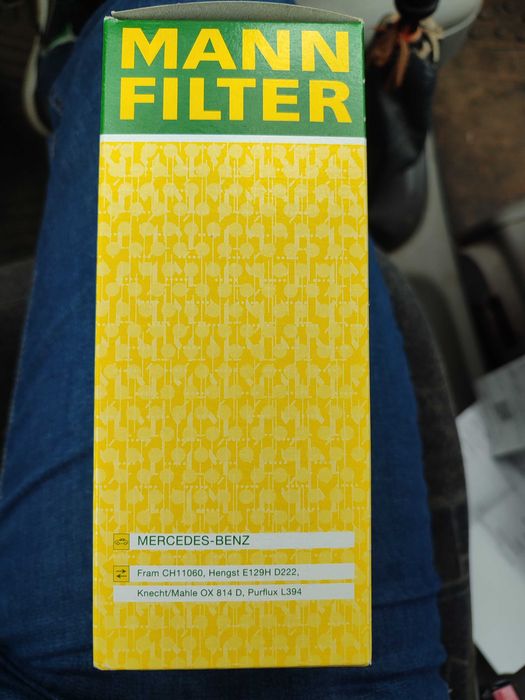 MANN
FILTER
MERCEDES-BENZ
Fram CH11060, Hengst E129H D222,
Knecht/Mahle OX 814 D, Purflux L394